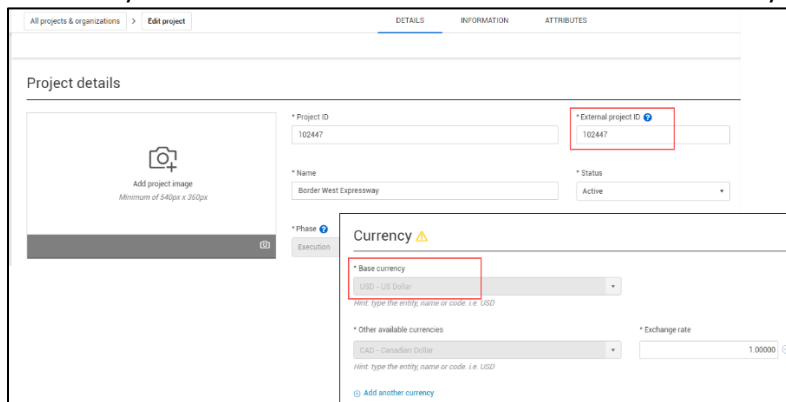 All projects & organizations > Edit project
DETAILS INFORMATION ATTRIBUTES
Project details
* Project ID
102447
* External project ID ?
102447
Add project image
Minimum of 540px x 360px
* Name
Border West Expressway
* Status
Active
* Phase ?
Execution
Currency
* Base currency
USD - US Dollar
Hint: type the entity, name or code. i.e. USD
* Other available currencies
CAD - Canadian Dollar
* Exchange rate
1.00000
Hint: type the entity, name or code. i.e. USD
Add another currency